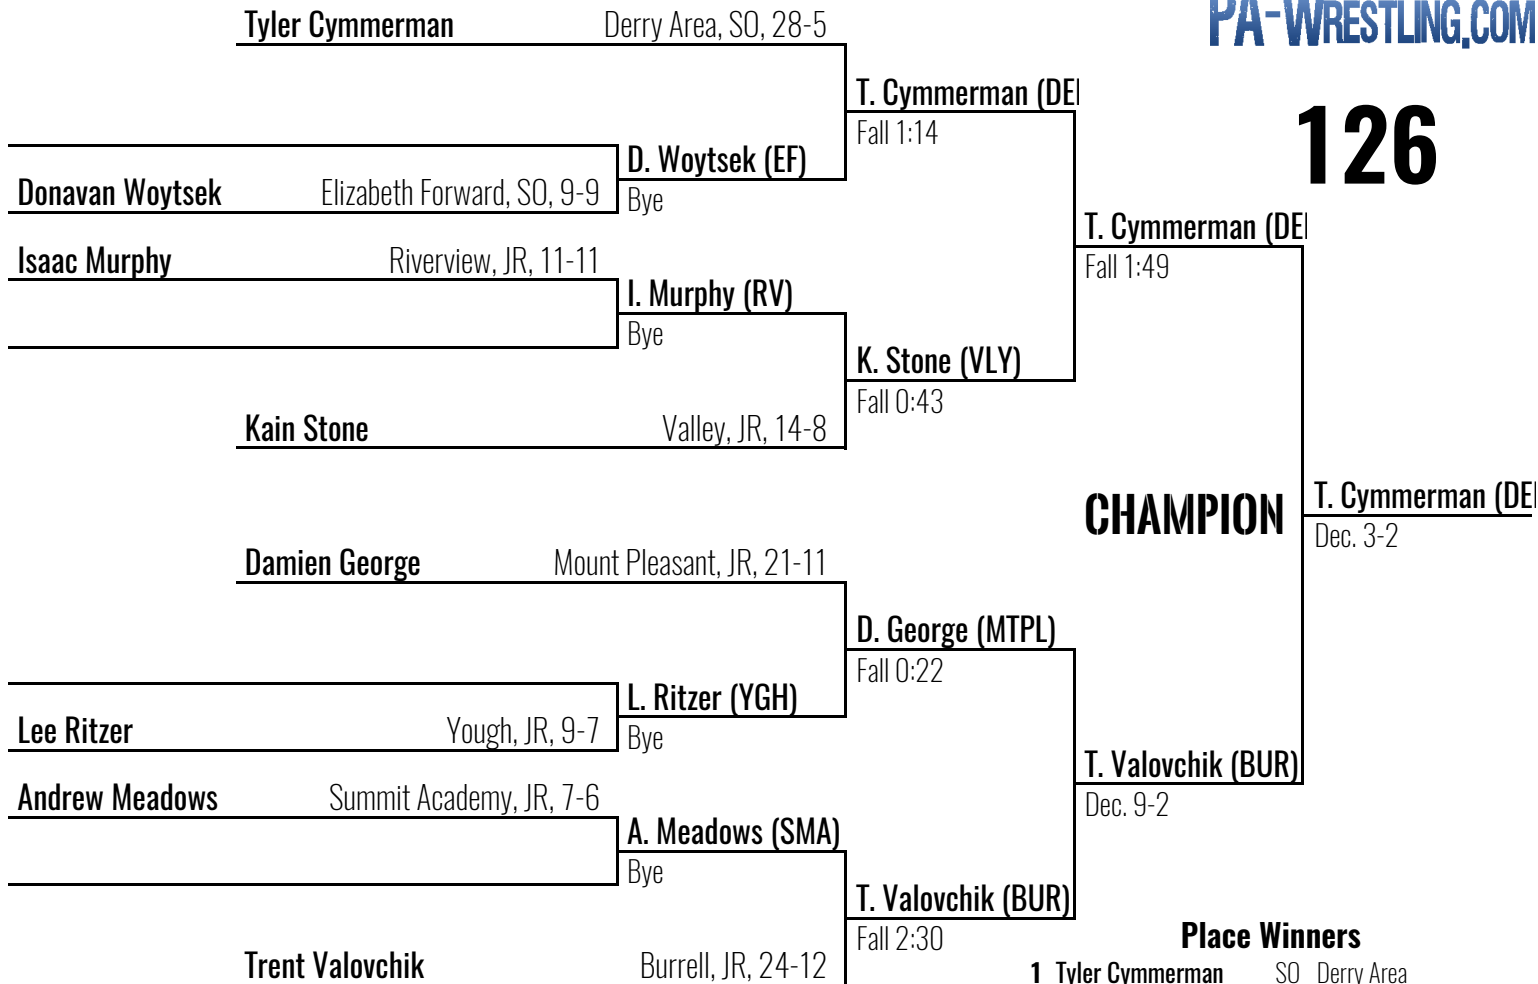 PA-WRESTLING.COM
126
Tyler Cymmerman Derry Area, SO, 28-5
T. Cymmerman (DE
Fall 1:14
D. Woytsek (EF)
Bye
Donavan Woytsek Elizabeth Forward, SO, 9-9
T. Cymmerman (DE
Fall 1:49
Isaac Murphy Riverview, JR, 11-11
I. Murphy (RV)
Bye
K. Stone (VLY)
Fall 0:43
Kain Stone Valley, JR, 14-8
CHAMPION
T. Cymmerman (DE
Dec. 3-2
Damien George Mount Pleasant, JR, 21-11
D. George (MTPL)
Fall 0:22
L. Ritzer (YGH)
Bye
Lee Ritzer Yough, JR, 9-7
T. Valovchik (BUR)
Dec. 9-2
Andrew Meadows Summit Academy, JR, 7-6
A. Meadows (SMA)
Bye
T. Valovchik (BUR)
Fall 2:30
Trent Valovchik Burrell, JR, 24-12
Place Winners
1 Tyler Cymmerman SO Derry Area